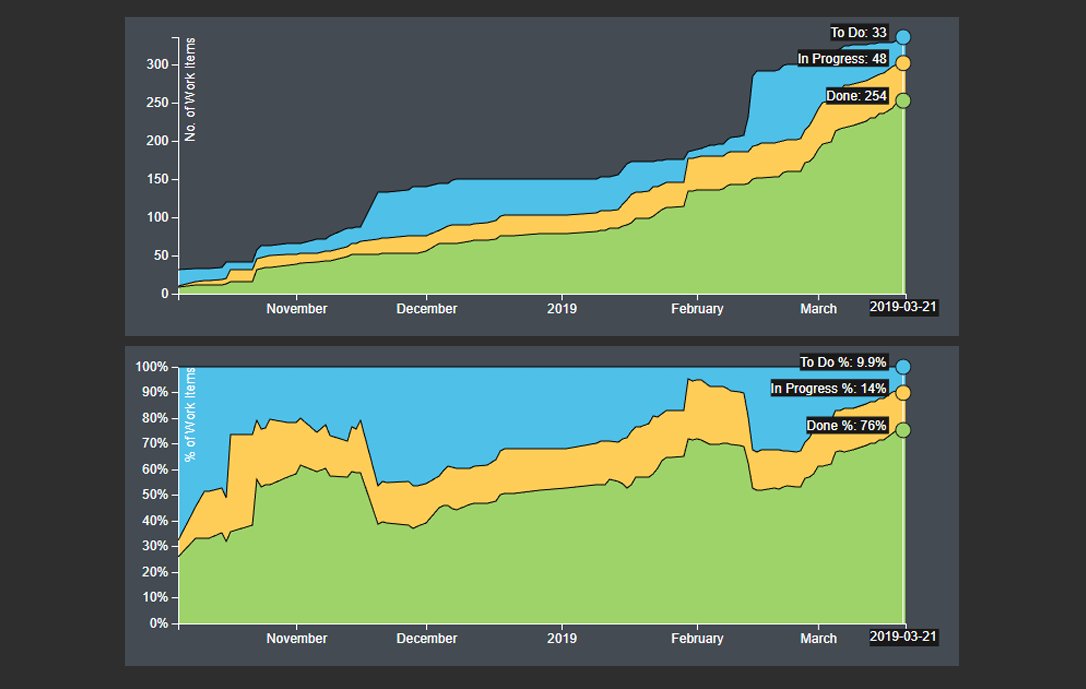 To Do: 33
In Progress: 48
Done: 254
No. of Work Items
300
250
200
150
100
50
0
November December 2019 February March 2019-03-21
To Do %: 9.9%
In Progress %: 14%
Done %: 76%
% of Work Items
100%
90%
80%
70%
60%
50%
40%
30%
20%
10%
0%
November December 2019 February March 2019-03-21